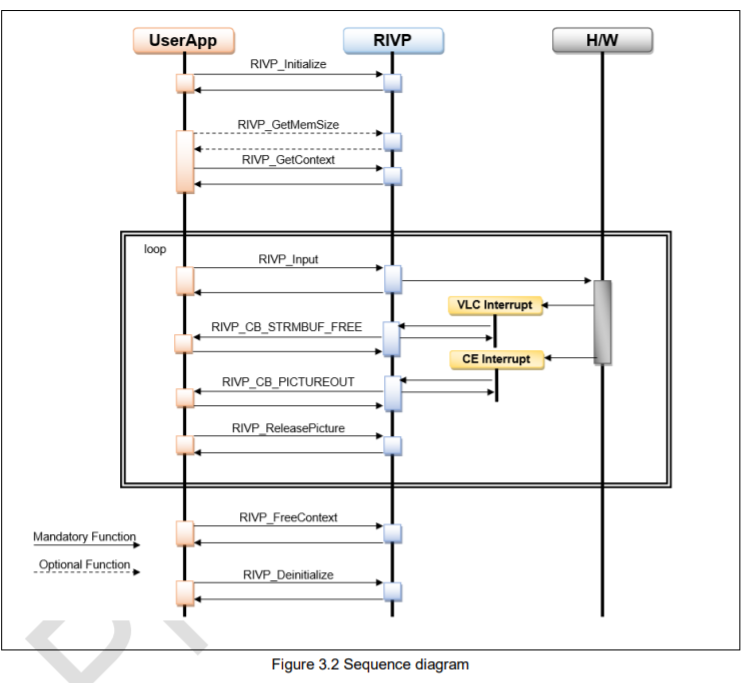 UserApp
RIVP
H/W
RIVP_Initialize
RIVP_GetMemSize
RIVP_GetContext
loop
RIVP_Input
VLC Interrupt
RIVP_CB_STRMBUF_FREE
CE Interrupt
RIVP_CB_PICTUREOUT
RIVP_ReleasePicture
RIVP_FreeContext
Mandatory Function
Optional Function
RIVP_Deinitialize
Figure 3.2 Sequence diagram